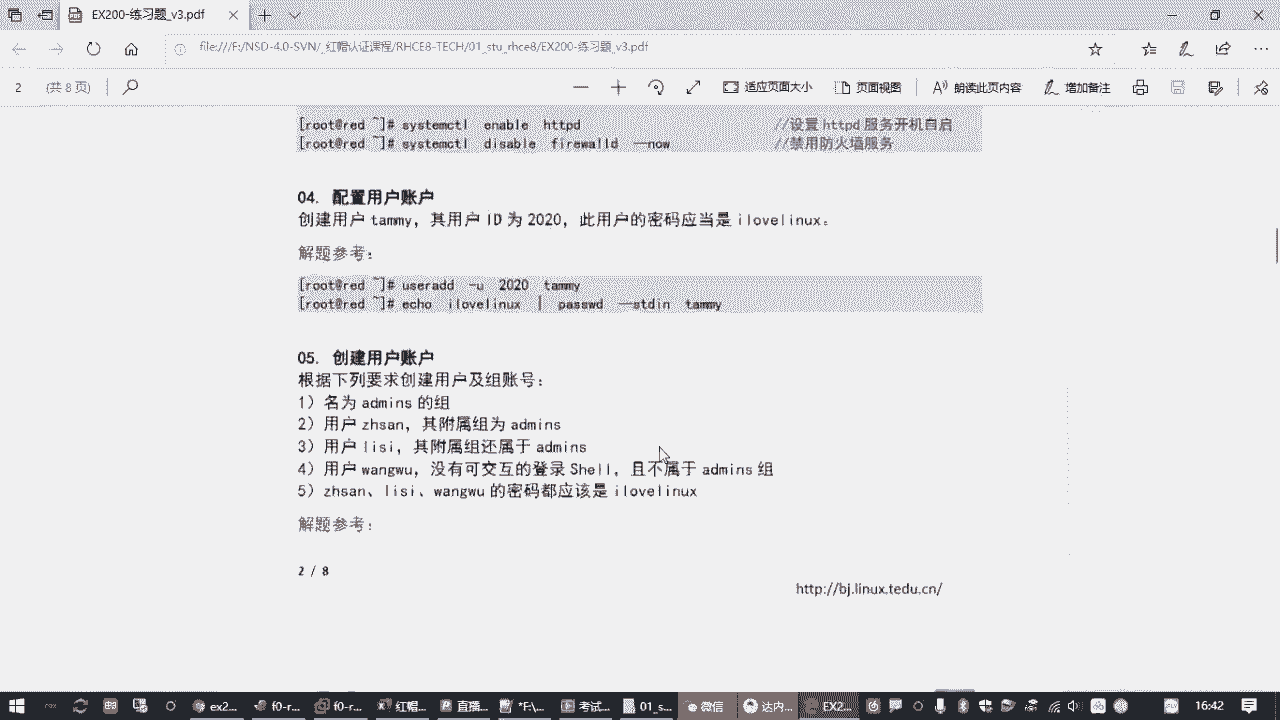 EX200-练习题_v3.pdf
file:///F:/NSD-4.0-SVN/_红帽认证课程/RHCE8-TECH/01_stu_rhce8/EX200-练习题_v3.pdf
2 (共 8 页) 适应页面大小 页面视图 朗读此页内容 增加备注
[root@red ~]# systemctl enable httpd //设置 httpd 服务开机自启
[root@red ~]# systemctl disable firewalld --now //禁用防火墙服务
04. 配置用户账户
创建用户 tammy，其用户 ID 为 2020，此用户的密码应当是 ilovelinux。
解题参考：
[root@red ~]# useradd -u 2020 tammy
[root@red ~]# echo ilovelinux | passwd --stdin tammy
05. 创建用户账户
根据下列要求创建用户及组账号：
1）名为 admins 的组
2）用户 zhsan，其附属组为 admins
3）用户 lisi，其附属组还属于 admins
4）用户 wangwu，没有可交互的登录 Shell，且不属于 admins 组
5）zhsan、lisi、wangwu 的密码都应该是 ilovelinux
解题参考：
2 / 8
http://bj.linux.tedu.cn/
ex2... f0-r... f0-r... 红帽... 直播... *F:\... 考试... 01_s... 微信 达内... EX2... 16:42